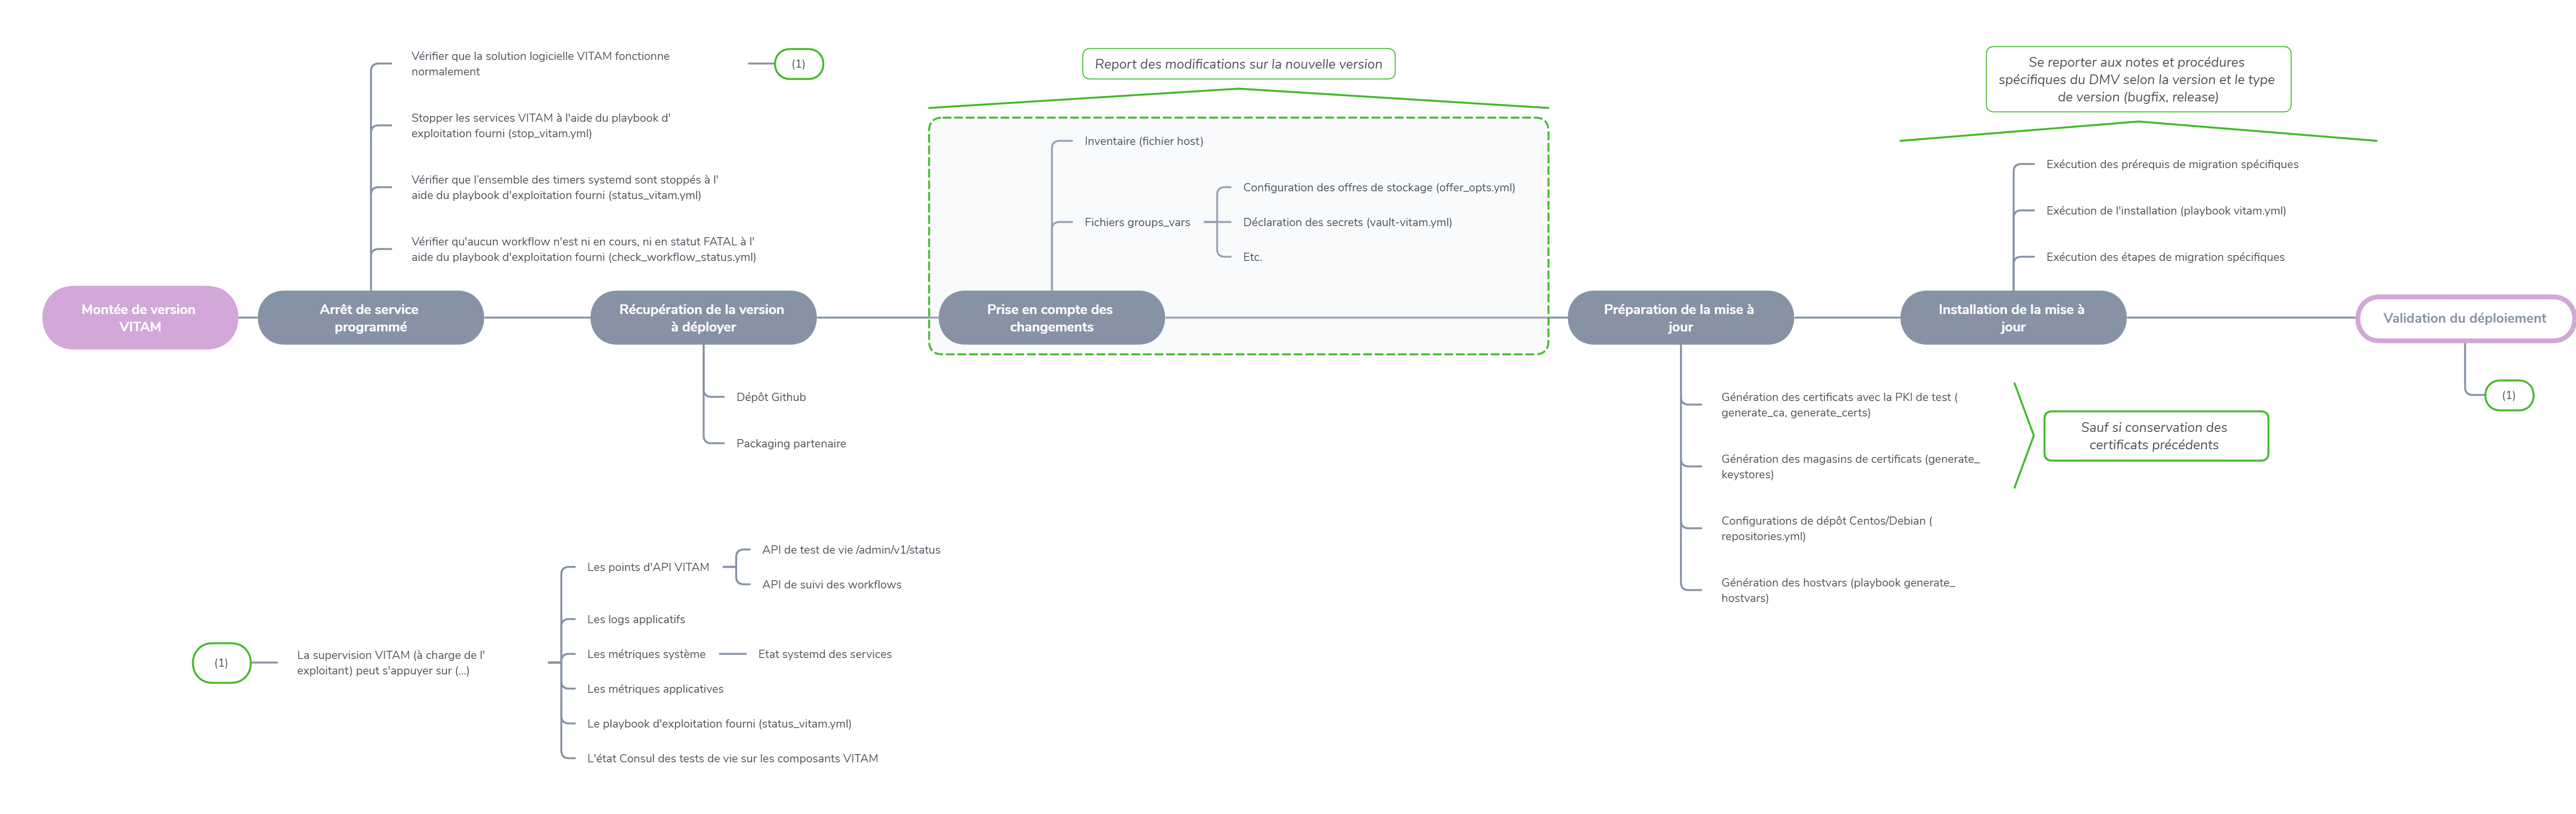 Vérifier que la solution logicielle VITAM fonctionne
normalement
(1)
Stopper les services VITAM à l'aide du playbook d'
exploitation fourni (stop_vitam.yml)
Vérifier que l'ensemble des timers systemd sont stoppés à l'
aide du playbook d'exploitation fourni (status_vitam.yml)
Vérifier qu'aucun workflow n'est ni en cours, ni en statut FATAL à l'
aide du playbook d'exploitation fourni (check_workflow_status.yml)
Montée de version
VITAM
Arrêt de service
programmé
Récupération de la version
à déployer
Dépôt Github
Packaging partenaire
Report des modifications sur la nouvelle version
Inventaire (fichier host)
Fichiers groups_vars
Configuration des offres de stockage (offer_opts.yml)
Déclaration des secrets (vault-vitam.yml)
Etc.
Prise en compte des
changements
Préparation de la mise à
jour
Génération des certificats avec la PKI de test (
generate_ca, generate_certs)
Génération des magasins de certificats (generate_
keystores)
Sauf si conservation des
certificats précédents
Configurations de dépôt Centos/Debian (
repositories.yml)
Génération des hostvars (playbook generate_
hostvars)
Se reporter aux notes et procédures
spécifiques du DMV selon la version et le type
de version (bugfix, release)
Exécution des prérequis de migration spécifiques
Exécution de l'installation (playbook vitam.yml)
Exécution des étapes de migration spécifiques
Installation de la mise à
jour
Validation du déploiement
(1)
(1)
La supervision VITAM (à charge de l'
exploitant) peut s'appuyer sur (...)
Les points d'API VITAM
API de test de vie /admin/v1/status
API de suivi des workflows
Les logs applicatifs
Les métriques système
Etat systemd des services
Les métriques applicatives
Le playbook d'exploitation fourni (status_vitam.yml)
L'état Consul des tests de vie sur les composants VITAM